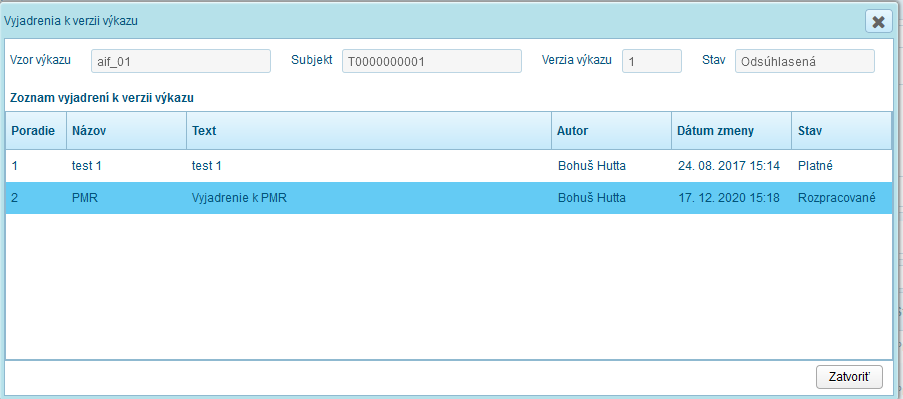 Vyjadrenia k verzii výkazu
Vzor výkazu aif_01 Subjekt T0000000001 Verzia výkazu 1 Stav Odsúhlasená
Zoznam vyjadrení k verzii výkazu
Poradie Názov Text Autor Dátum zmeny Stav
1 test 1 test 1 Bohuš Hutta 24. 08. 2017 15:14 Platné
2 PMR Vyjadrenie k PMR Bohuš Hutta 17. 12. 2020 15:18 Rozpracované
Zatvoriť